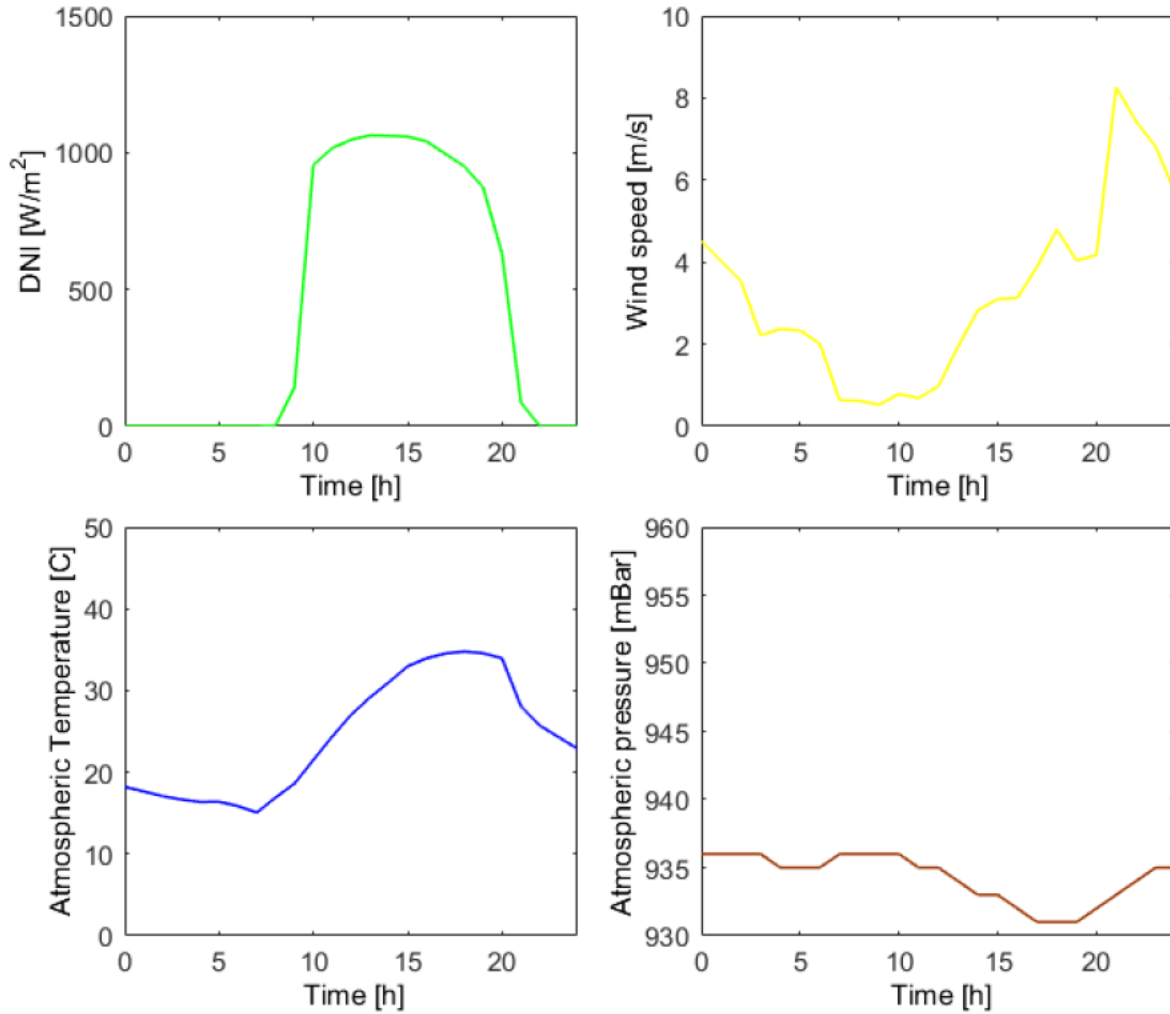 1500
1000
500
0
DNI [W/m²]
0 5 10 15 20
Time [h]
10
8
6
4
2
0
Wind speed [m/s]
0 5 10 15 20
Time [h]
50
40
30
20
10
0
Atmospheric Temperature [C]
0 5 10 15 20
Time [h]
960
955
950
945
940
935
930
Atmospheric pressure [mBar]
0 5 10 15 20
Time [h]